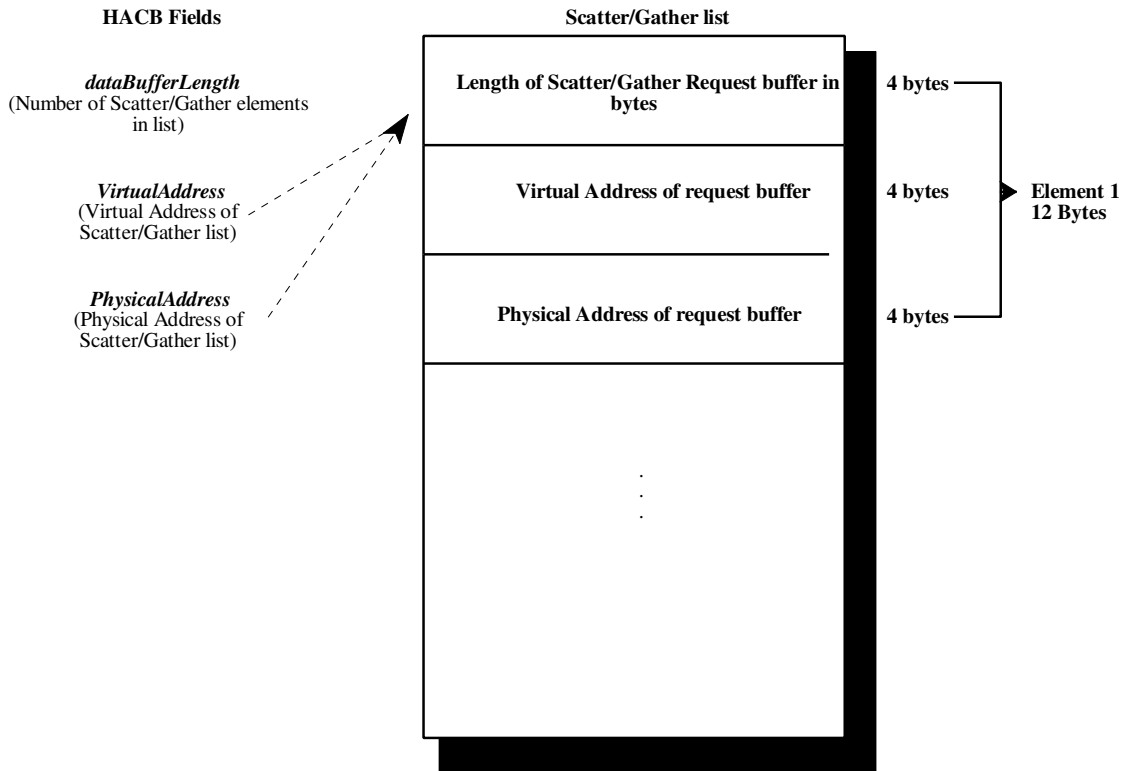 HACB Fields
Scatter/Gather list
dataBufferLength
(Number of Scatter/Gather elements
in list)
Length of Scatter/Gather Request buffer in
bytes
4 bytes
VirtualAddress
(Virtual Address of
Scatter/Gather list)
Virtual Address of request buffer
4 bytes
Element 1
12 Bytes
PhysicalAddress
(Physical Address of
Scatter/Gather list)
Physical Address of request buffer
4 bytes
.
.
.